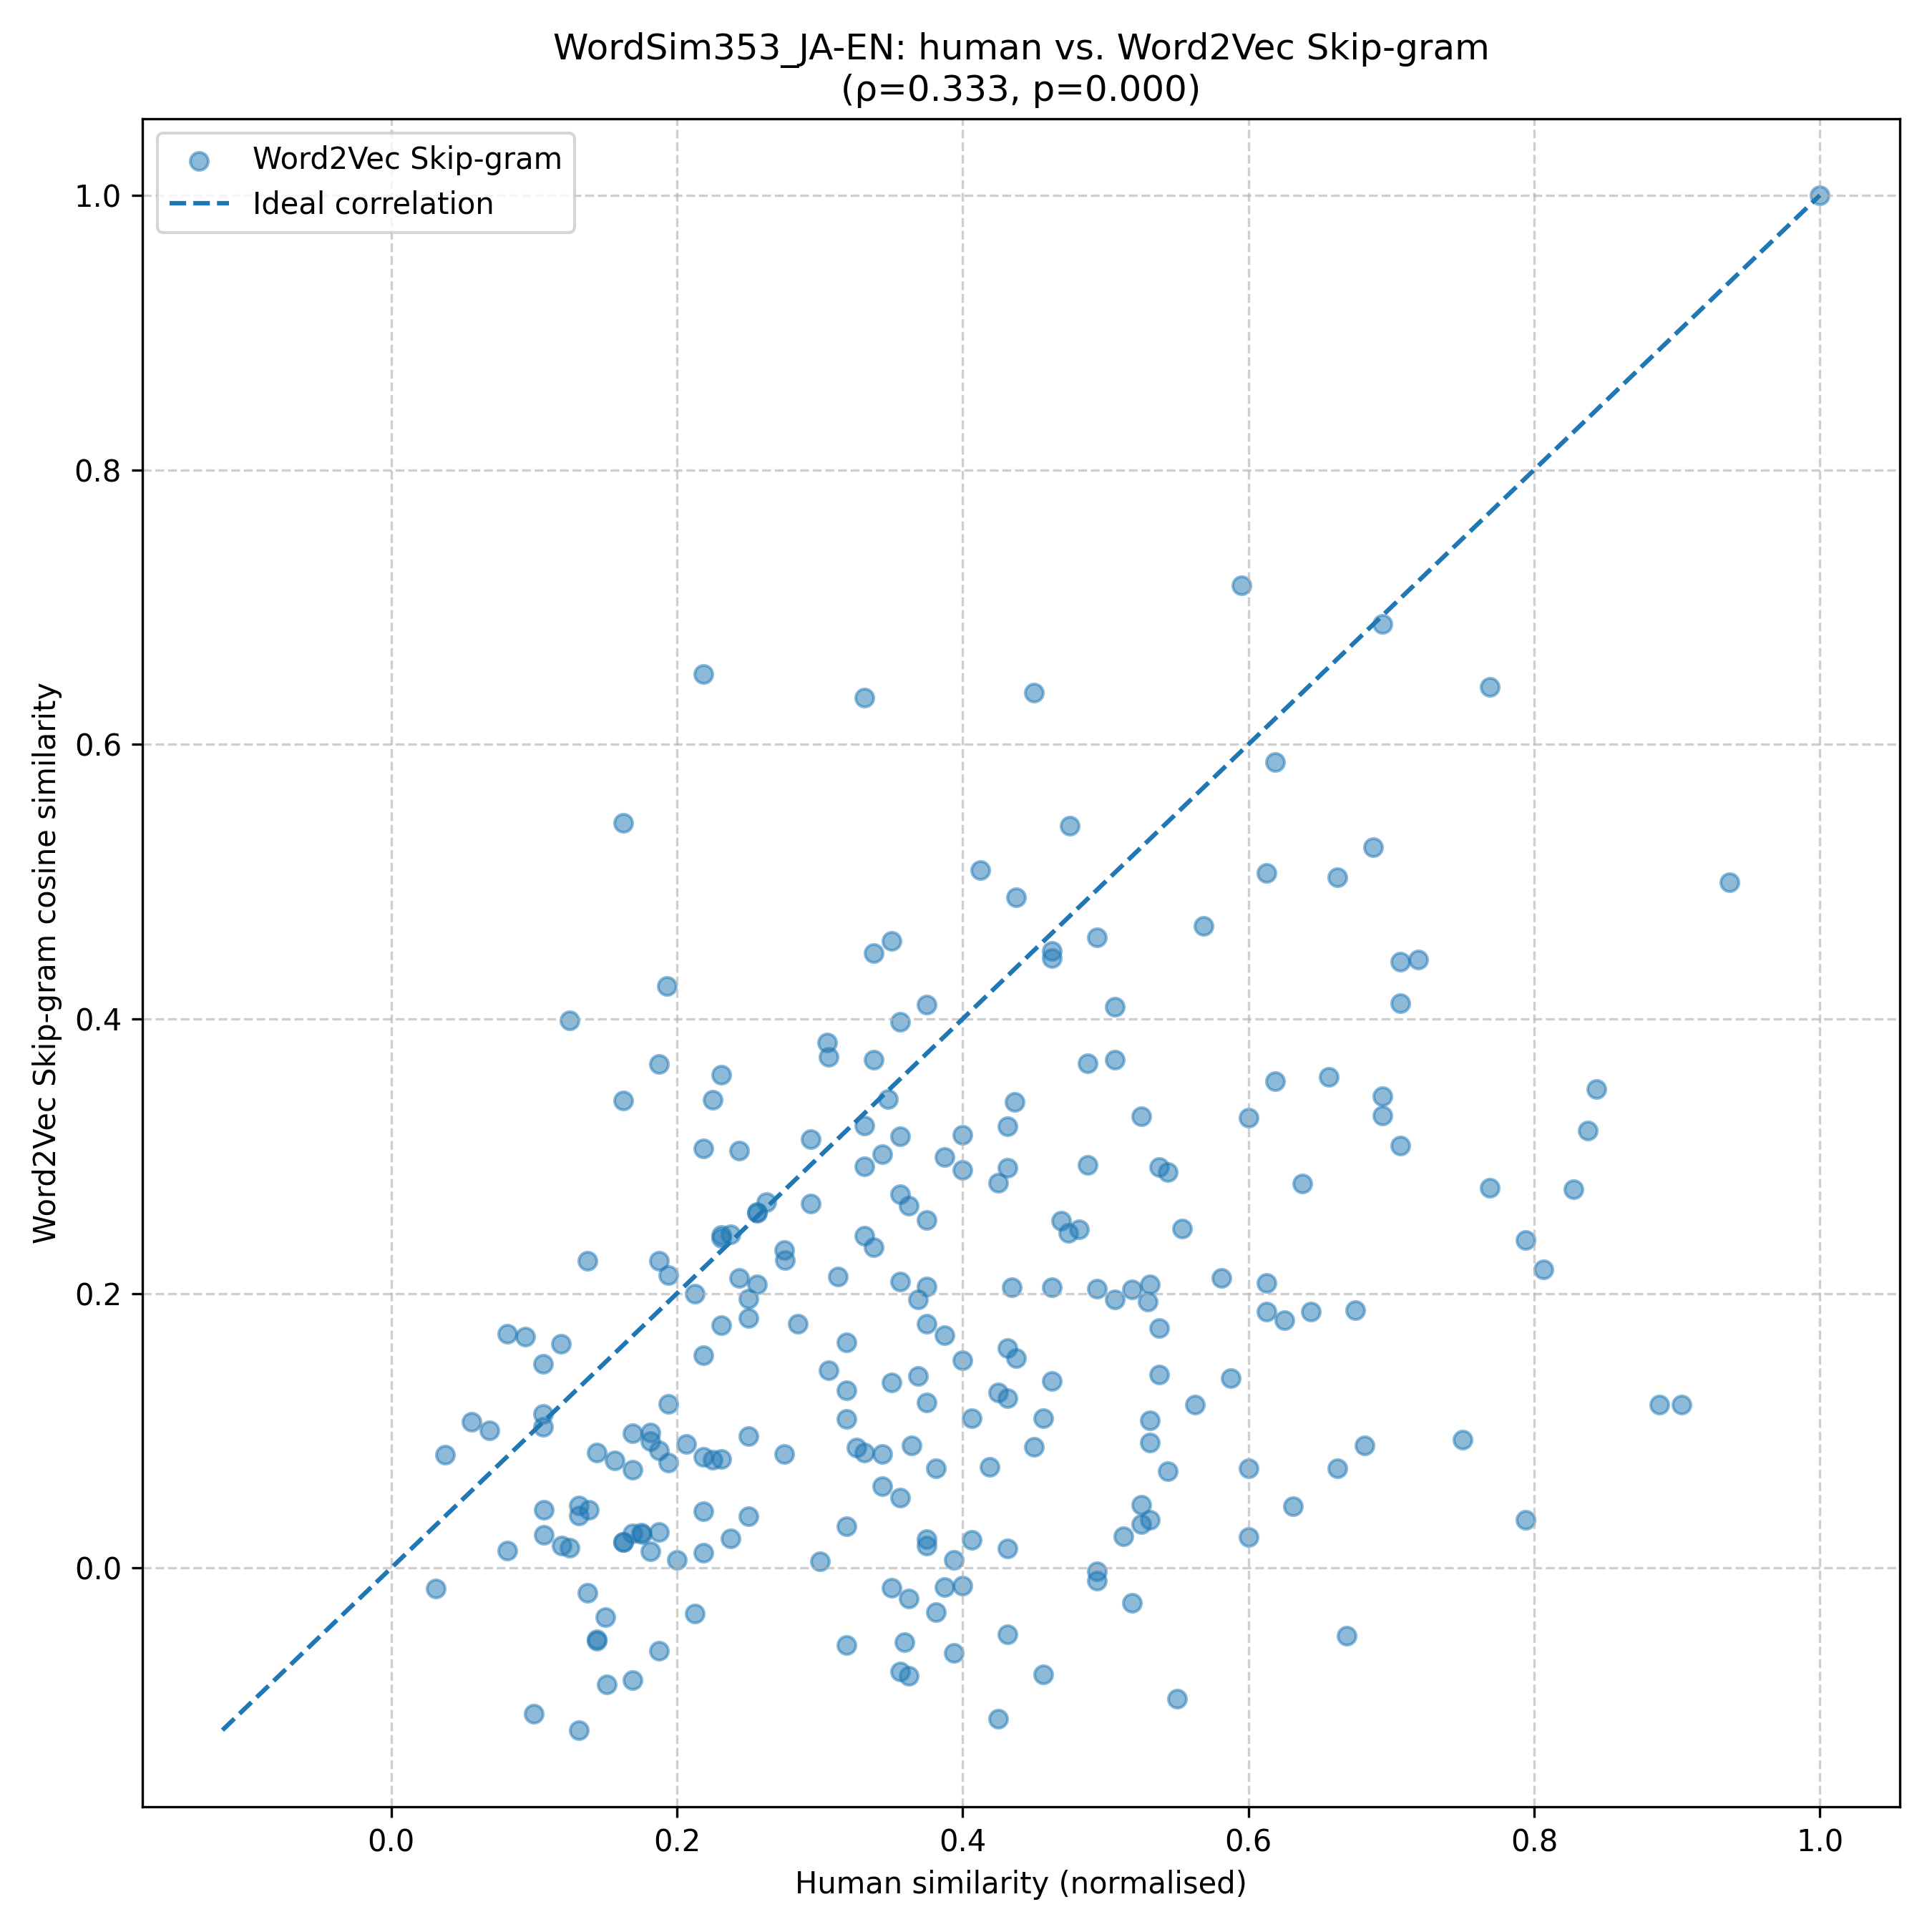 WordSim353_JA-EN: human vs. Word2Vec Skip-gram
(ρ=0.333, p=0.000)
Word2Vec Skip-gram
Ideal correlation
1.0
0.8
0.6
0.4
0.2
0.0
Word2Vec Skip-gram cosine similarity
0.0 0.2 0.4 0.6 0.8 1.0
Human similarity (normalised)